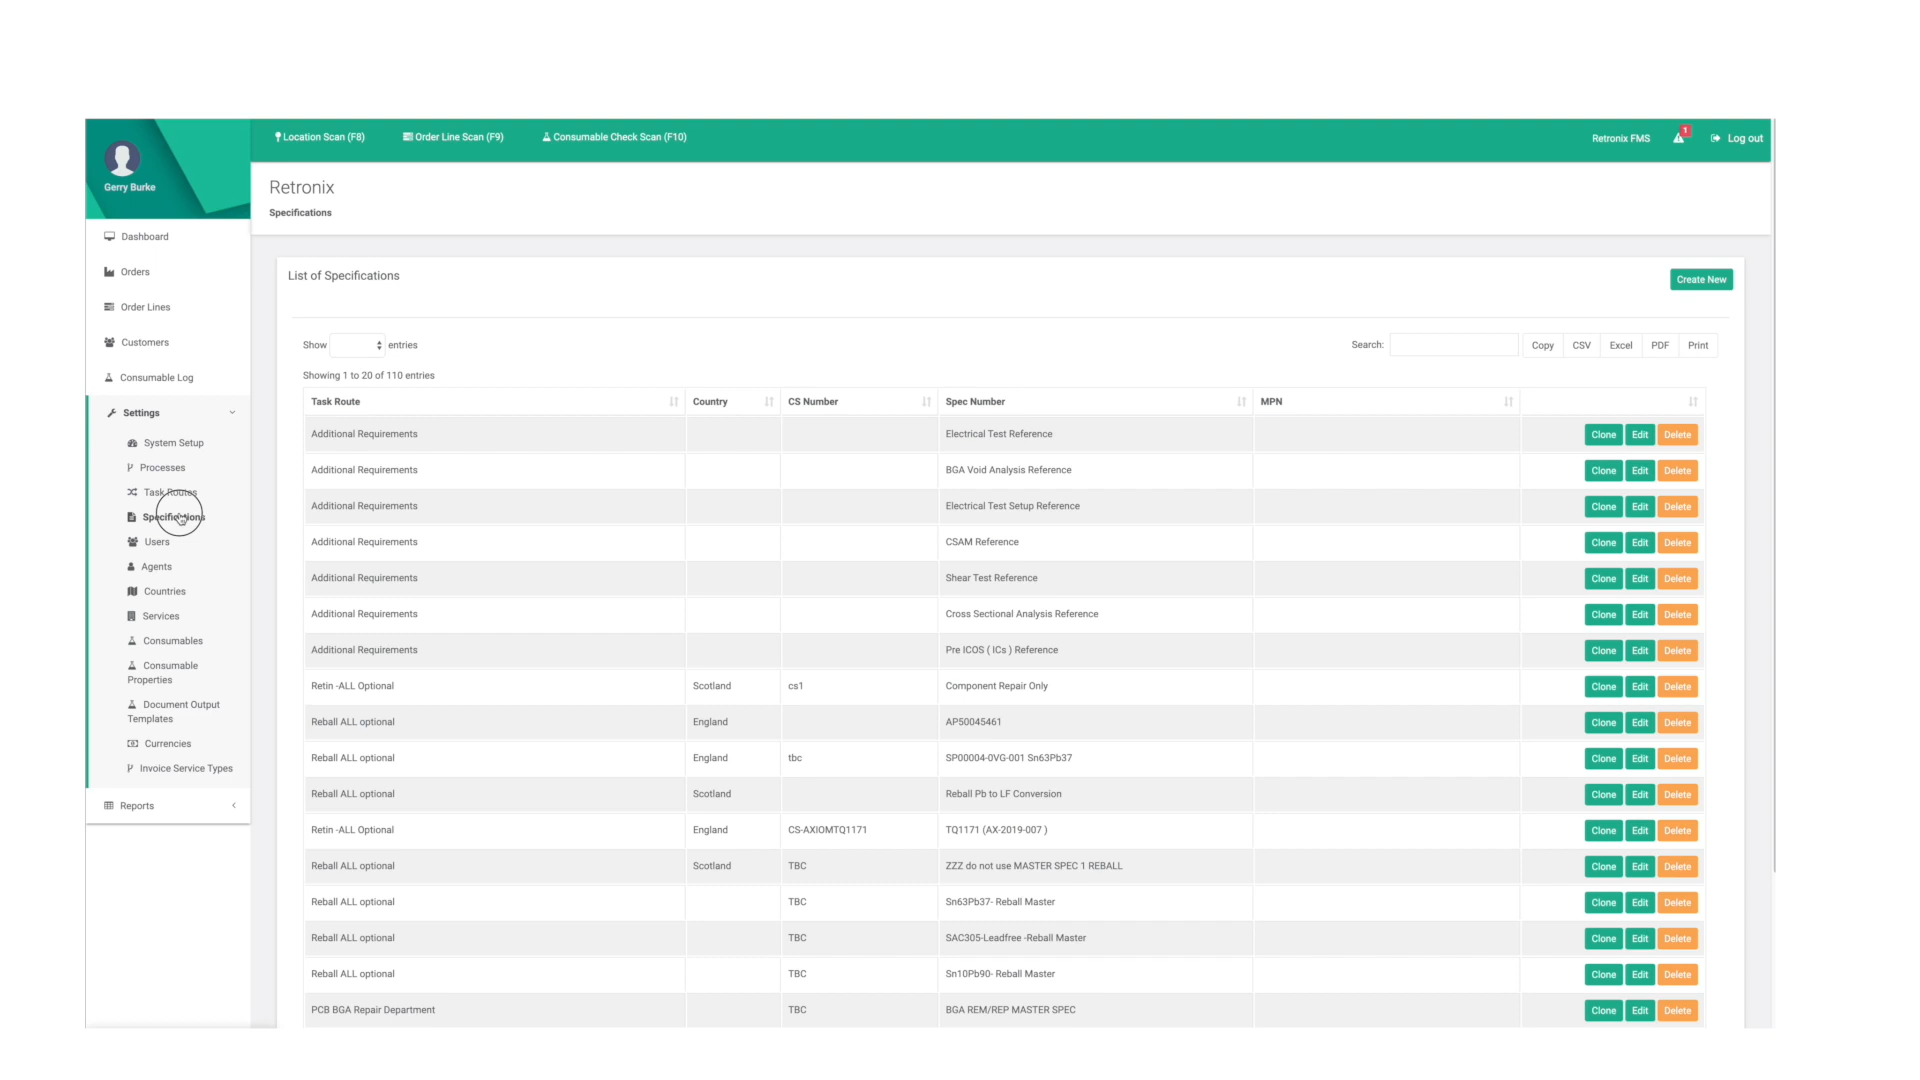 Location Scan (F8) Order Line Scan (F9) Consumable Check Scan (F10) Retronix FMS 1 Log out
Gerry Burke
Retronix
Specifications
Dashboard
Orders
Order Lines
Customers
Consumable Log
Settings
System Setup
Processes
Task Routes
Specifications
Users
Agents
Countries
Services
Consumables
Consumable
Properties
Document Output
Templates
Currencies
Invoice Service Types
Reports
List of Specifications Create New
Show entries Search: Copy CSV Excel PDF Print
Showing 1 to 20 of 110 entries
Task Route Country CS Number Spec Number MPN
Additional Requirements Electrical Test Reference Clone Edit Delete
Additional Requirements BGA Void Analysis Reference Clone Edit Delete
Additional Requirements Electrical Test Setup Reference Clone Edit Delete
Additional Requirements CSAM Reference Clone Edit Delete
Additional Requirements Shear Test Reference Clone Edit Delete
Additional Requirements Cross Sectional Analysis Reference Clone Edit Delete
Additional Requirements Pre ICOS ( ICs ) Reference Clone Edit Delete
Retin -ALL Optional Scotland cs1 Component Repair Only Clone Edit Delete
Reball ALL optional England AP50045461 Clone Edit Delete
Reball ALL optional England tbc SP00004-0VG-001 Sn63Pb37 Clone Edit Delete
Reball ALL optional Scotland Reball Pb to LF Conversion Clone Edit Delete
Retin -ALL Optional England CS-AXIOMTQ1171 TQ1171 (AX-2019-007 ) Clone Edit Delete
Reball ALL optional Scotland TBC ZZZ do not use MASTER SPEC 1 REBALL Clone Edit Delete
Reball ALL optional TBC Sn63Pb37- Reball Master Clone Edit Delete
Reball ALL optional TBC SAC305-Leadfree -Reball Master Clone Edit Delete
Reball ALL optional TBC Sn10Pb90- Reball Master Clone Edit Delete
PCB BGA Repair Department TBC BGA REM/REP MASTER SPEC Clone Edit Delete